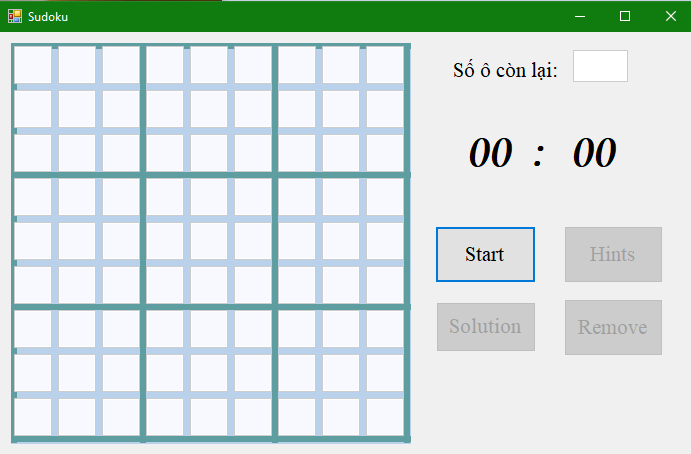 Sudoku
Số ô còn lại:
00 : 00
Start
Hints
Solution
Remove